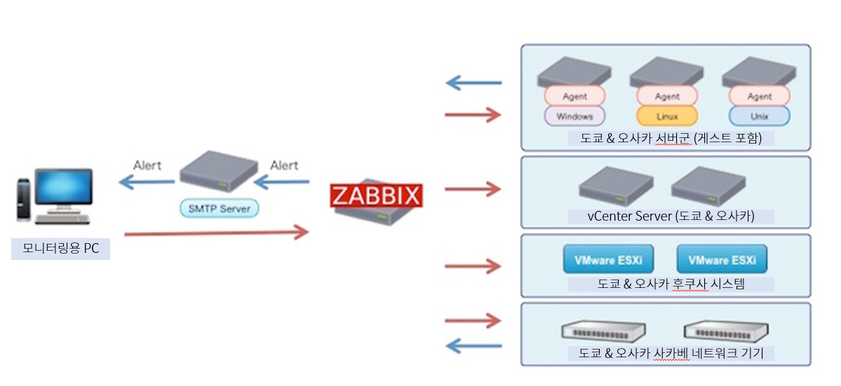 Agent
Agent
Agent
Windows
Linux
Unix
도쿄 & 오사카 서버군 (게스트 포함)
Alert
Alert
ZABBIX
SMTP Server
vCenter Server (도쿄 & 오사카)
모니터링용 PC
VMware ESXi
VMware ESXi
도쿄 & 오사카 후쿠사 시스템
도쿄 & 오사카 사카베 네트워크 기기